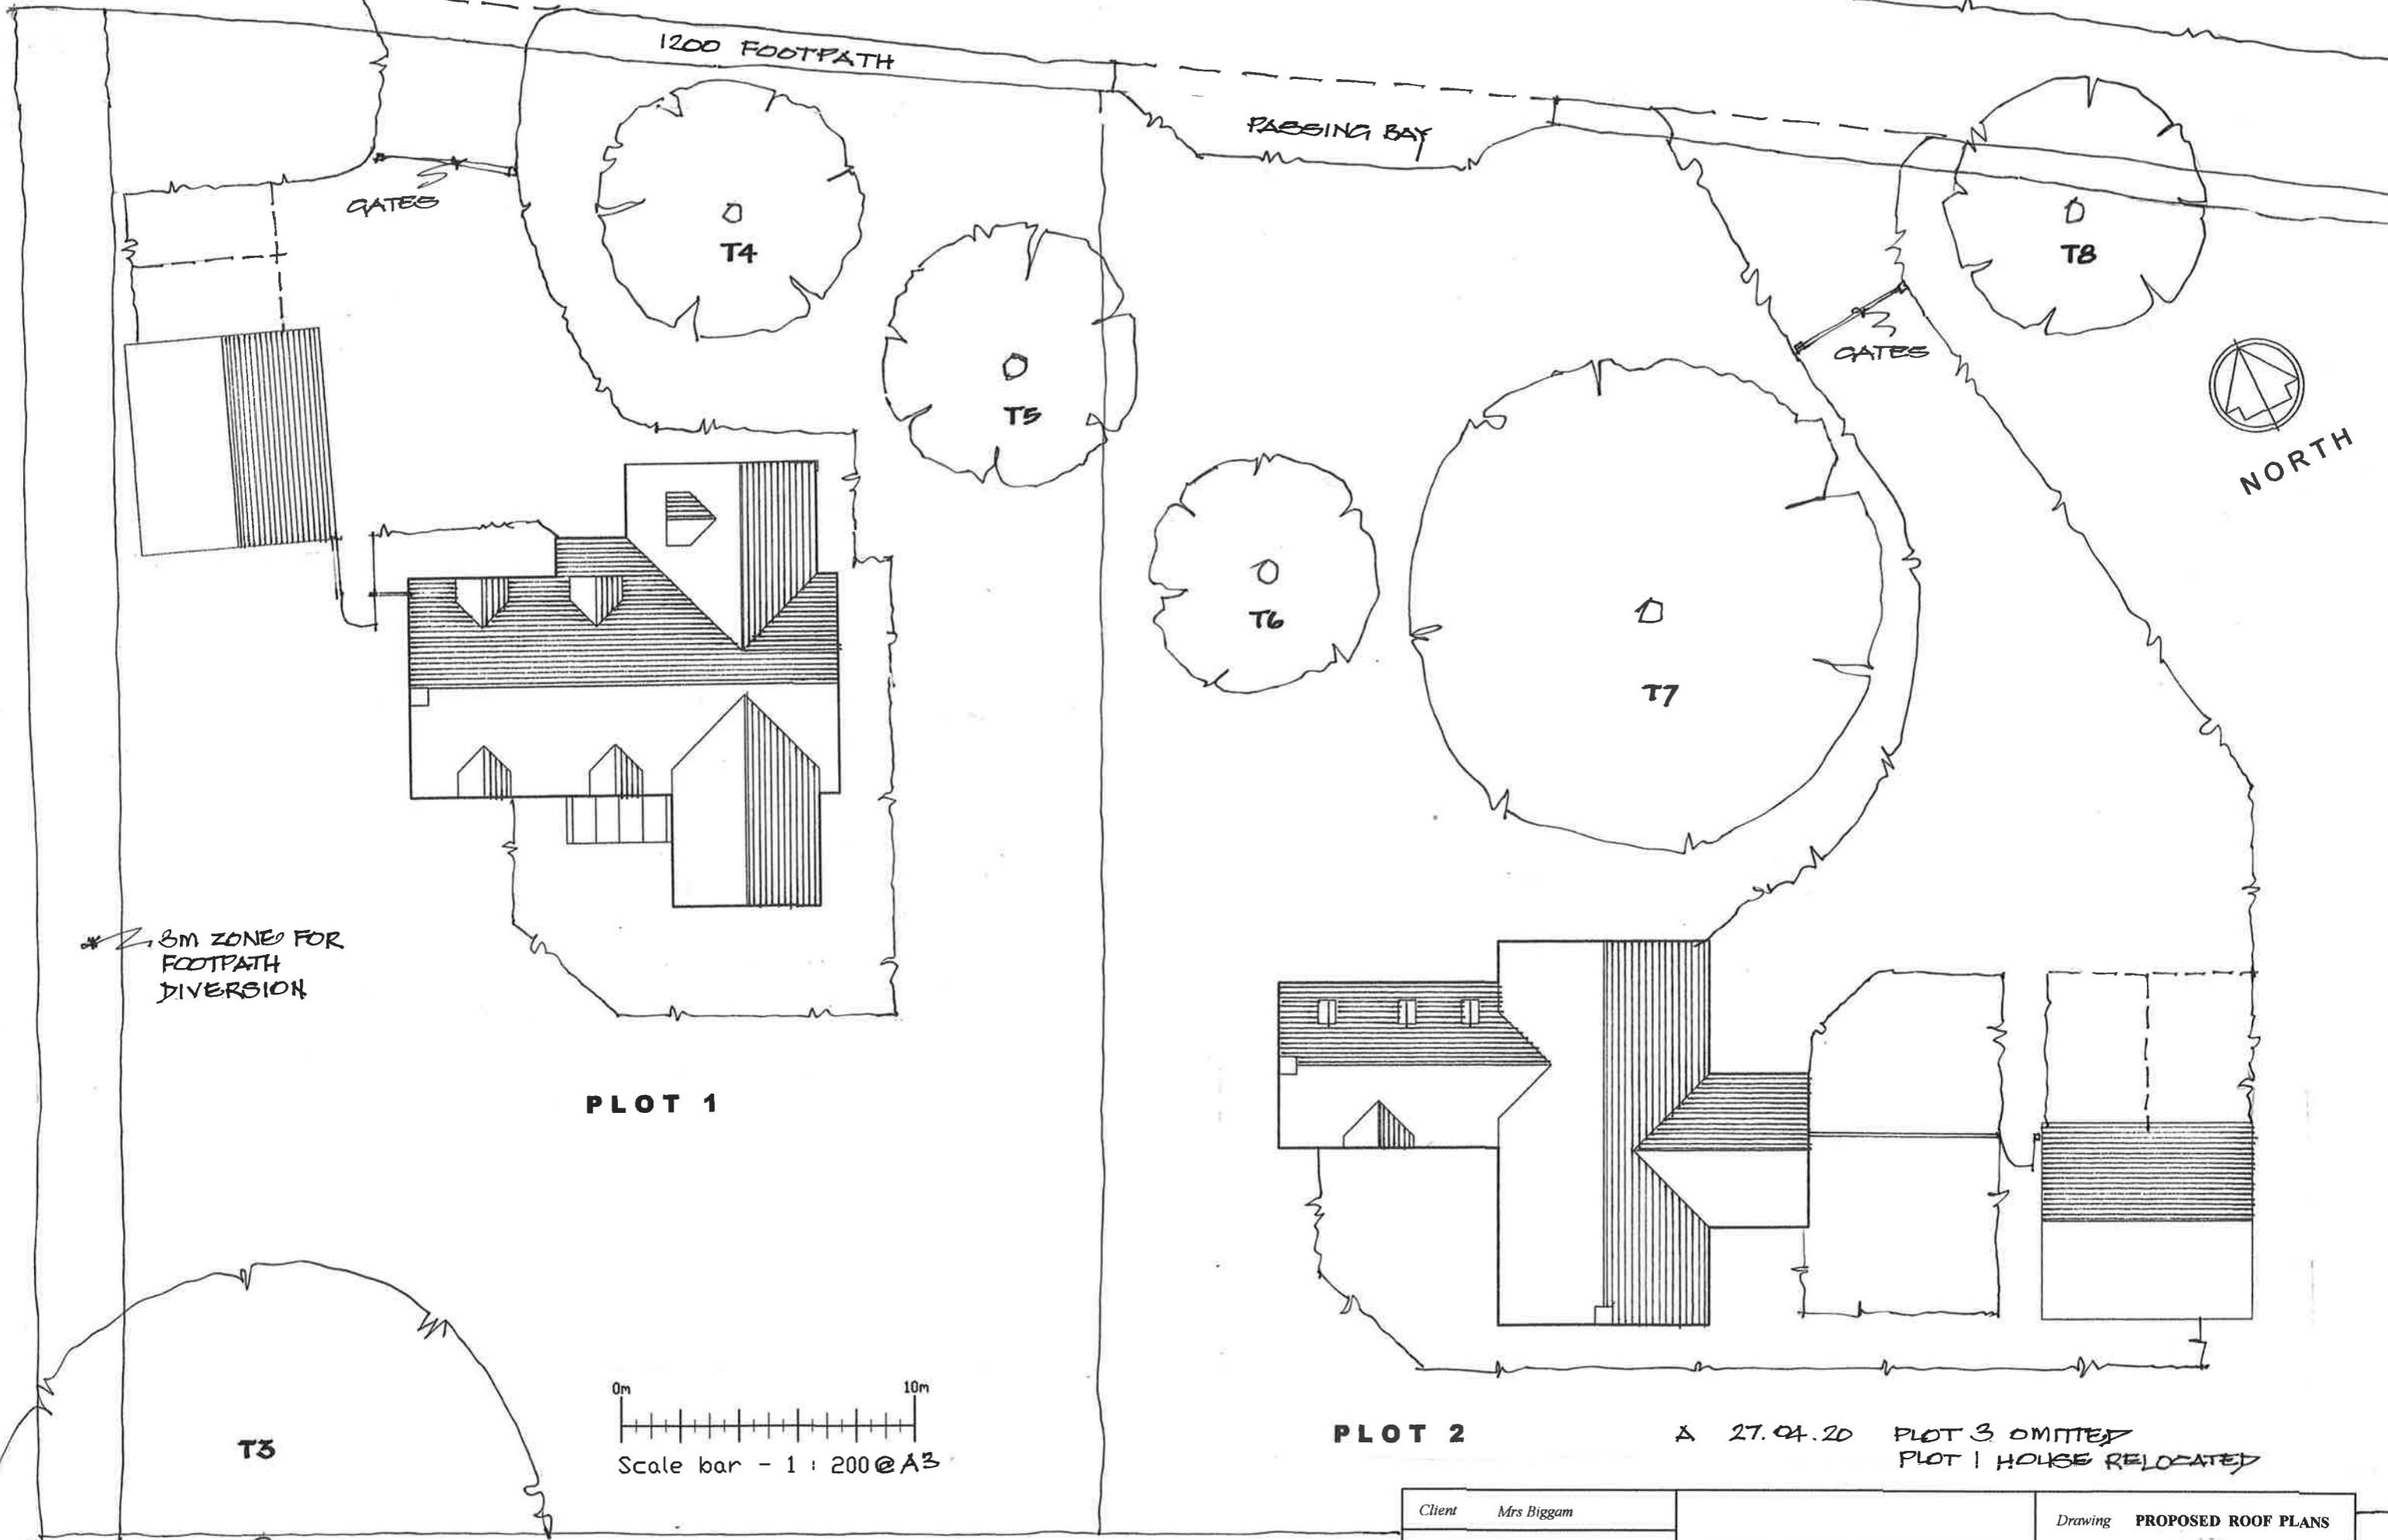 1200 FOOTPATH
PASSING BAY
GATES
T4
T8
GATES
T5
NORTH
T6
T7
3M ZONE FOR
FOOTPATH
DIVERSION
PLOT 1
0m 10m
Scale bar - 1 : 200 @ A3
T3
PLOT 2
A 27.04.20 PLOT 3 OMITTED
PLOT 1 HOUSE RELOCATED
Client Mrs Biggam
Drawing PROPOSED ROOF PLANS